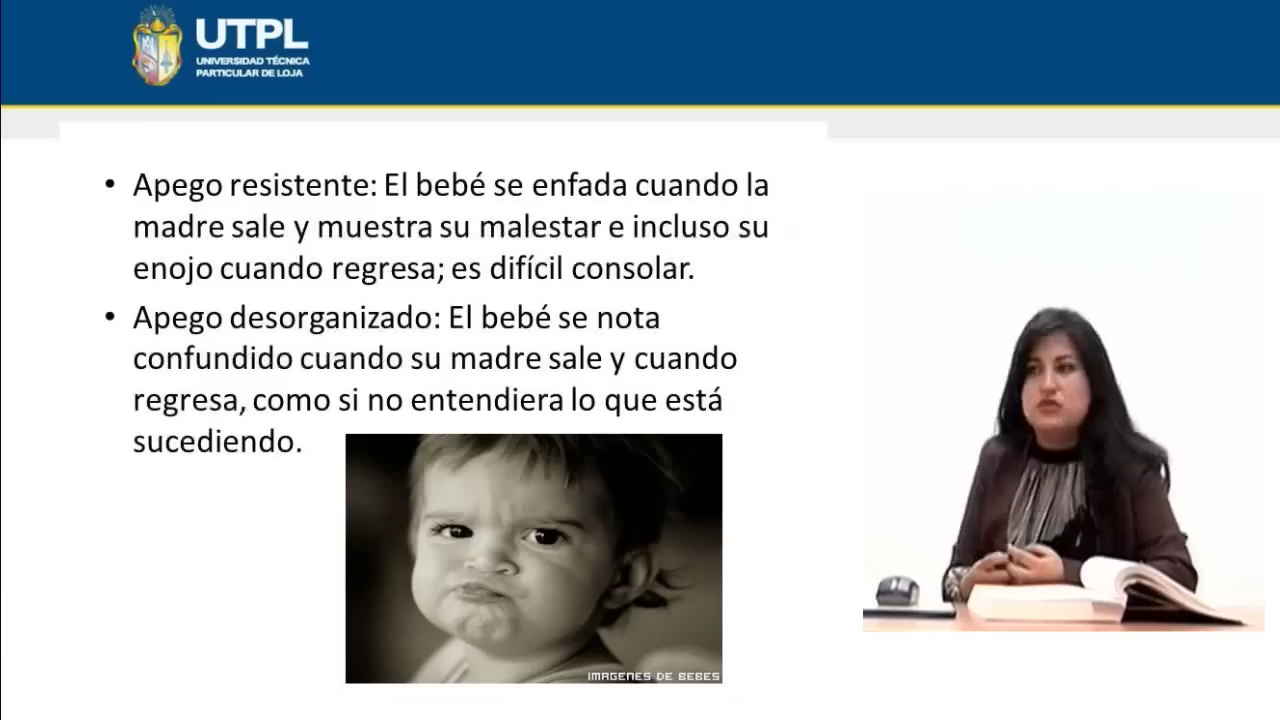 UTPL
UNIVERSIDAD TÉCNICA
PARTICULAR DE LOJA
• Apego resistente: El bebé se enfada cuando la
madre sale y muestra su malestar e incluso su
enojo cuando regresa; es difícil consolar.
• Apego desorganizado: El bebé se nota
confundido cuando su madre sale y cuando
regresa, como si no entendiera lo que está
sucediendo.
IMAGENES DE BEBES